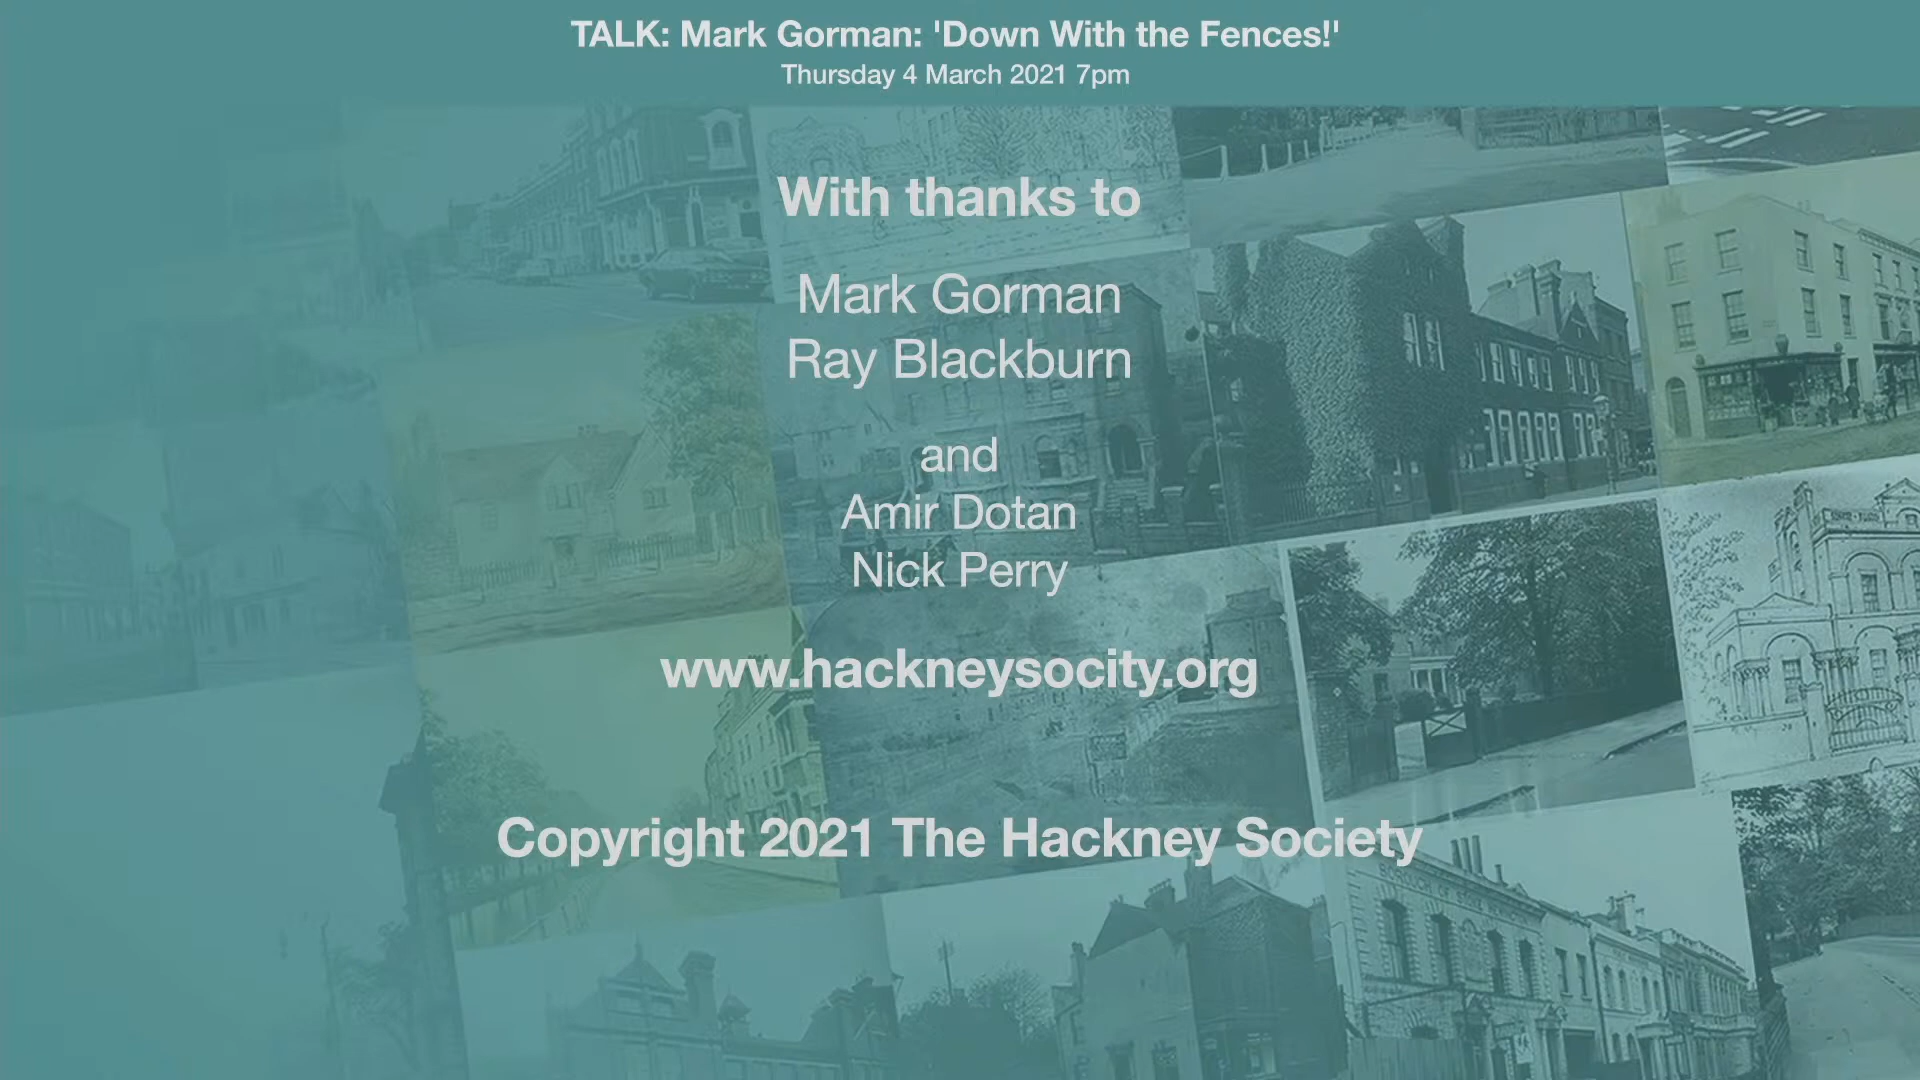 TALK: Mark Gorman: 'Down With the Fences!'
Thursday 4 March 2021 7pm
With thanks to
Mark Gorman
Ray Blackburn
and
Amir Dotan
Nick Perry
www.hackneysocity.org
Copyright 2021 The Hackney Society